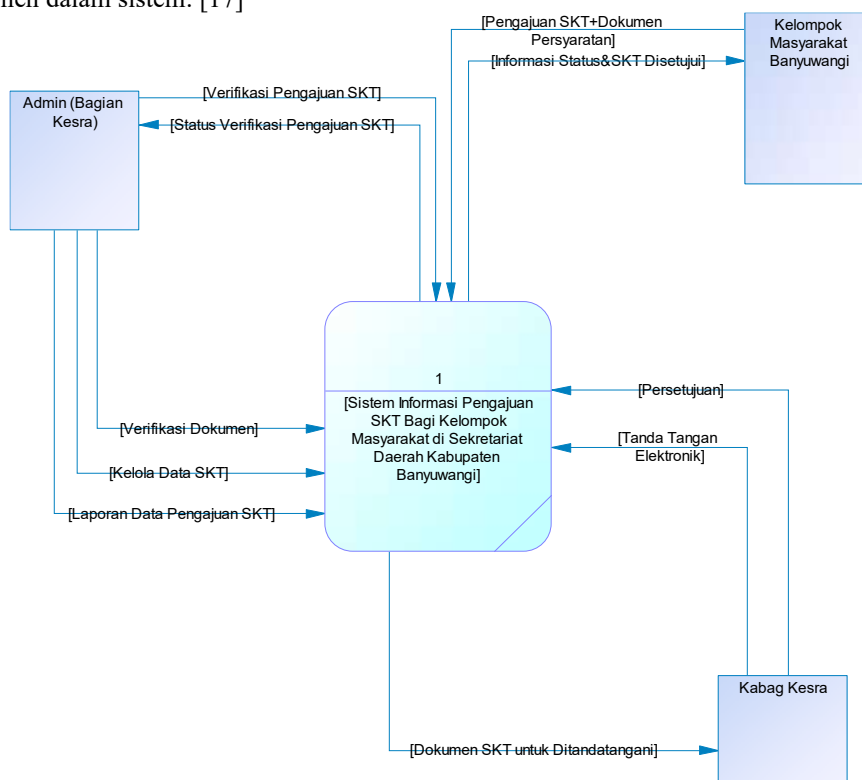 dalam sistem. [17]
[Pengajuan SKT+Dokumen
Persyaratan]
[Informasi Status&SKT Disetujui]
Kelompok
Masyarakat
Banyuwangi
Admin (Bagian
Kesra)
[Verifikasi Pengajuan SKT]
[Status Verifikasi Pengajuan SKT]
1
[Sistem Informasi Pengajuan
SKT Bagi Kelompok
Masyarakat di Sekretariat
Daerah Kabupaten
Banyuwangi]
[Verifikasi Dokumen]
[Kelola Data SKT]
[Laporan Data Pengajuan SKT]
[Persetujuan]
[Tanda Tangan
Elektronik]
Kabag Kesra
[Dokumen SKT untuk Ditandatangani]